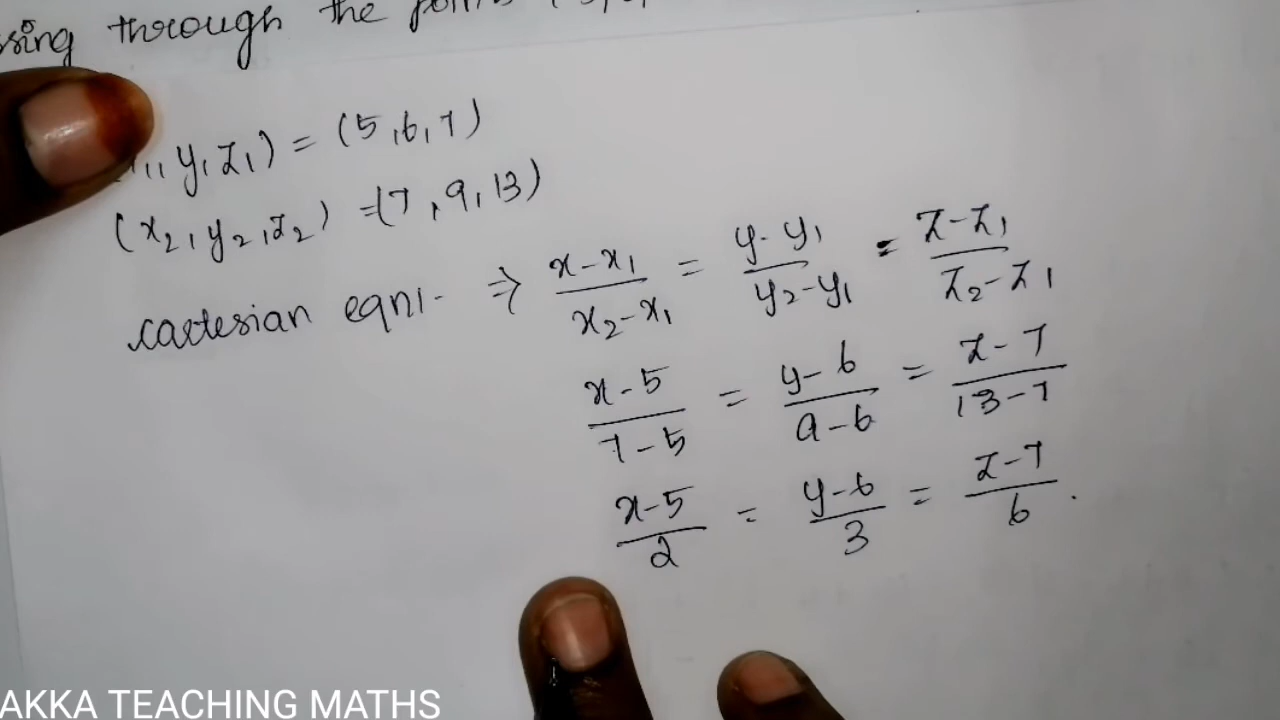 through the
y₁ z₁) = (5,6,7)
(x₂, y₂, z₂) = (7, 9, 13)
cartesian eqn:- ⇒ (x-x₁)/(x₂-x₁) = (y-y₁)/(y₂-y₁) = (z-z₁)/(z₂-z₁)
(x-5)/(7-5) = (y-6)/(9-6) = (z-7)/(13-7)
(x-5)/2 = (y-6)/3 = (z-7)/6.
AKKA TEACHING MATHS